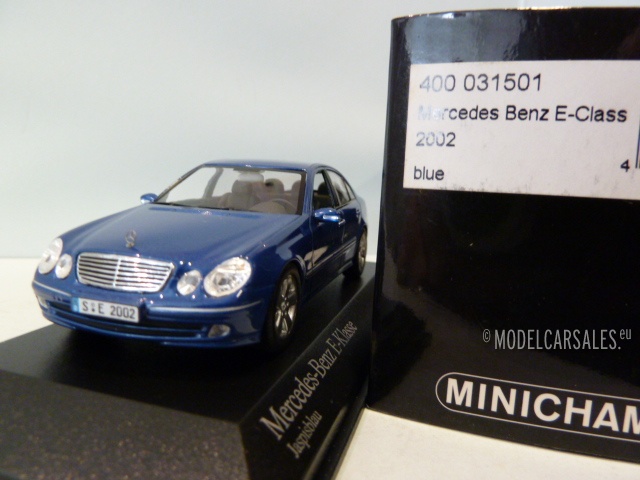 400 031501
Mercedes Benz E-Class
2002
blue
4
© MODELCARSALES.eu
MINICHAM
S E 2002
Mercedes-Benz E-Klasse
Jaspisblau